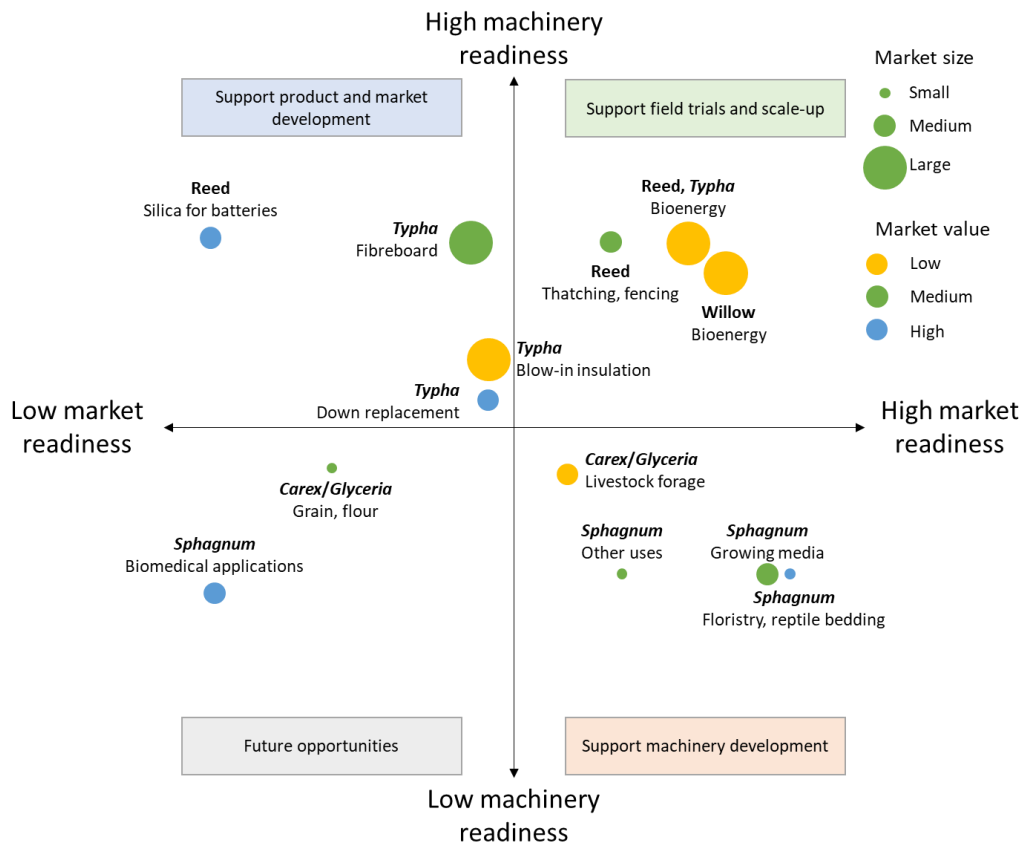 High machinery
readiness
Market size
Small
Medium
Large
Market value
Low
Medium
High
Support product and market
development
Support field trials and scale-up
Reed
Silica for batteries
Typha
Fibreboard
Reed, Typha
Bioenergy
Reed
Thatching, fencing
Willow
Bioenergy
Typha
Blow-in insulation
Typha
Down replacement
Low market
readiness
High market
readiness
Carex/Glyceria
Grain, flour
Carex/Glyceria
Livestock forage
Sphagnum
Biomedical applications
Sphagnum
Other uses
Sphagnum
Growing media
Sphagnum
Floristry, reptile bedding
Future opportunities
Support machinery development
Low machinery
readiness